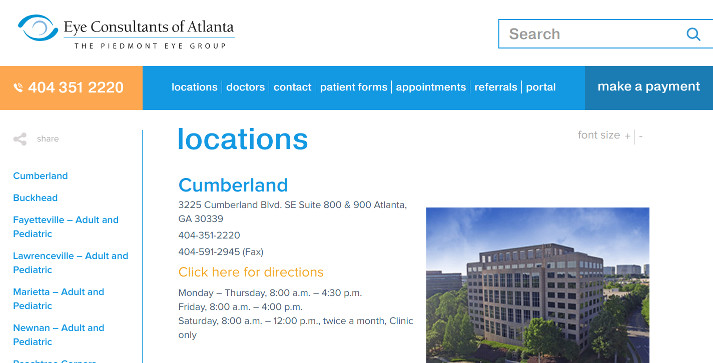 Eye Consultants of Atlanta
THE PIEDMONT EYE GROUP
Search
404 351 2220
locations | doctors | contact patient forms | appointments | referrals | portal
make a payment
share
locations
font size + | -
Cumberland
Buckhead
Fayetteville – Adult and
Pediatric
Lawrenceville – Adult and
Pediatric
Marietta – Adult and
Pediatric
Newnan – Adult and
Pediatric
Peachtree Corners
Cumberland
3225 Cumberland Blvd. SE Suite 800 & 900 Atlanta,
GA 30339
404-351-2220
404-591-2945 (Fax)
Click here for directions
Monday – Thursday, 8:00 a.m. – 4:30 p.m.
Friday, 8:00 a.m. – 4:00 p.m.
Saturday, 8:00 a.m. – 12:00 p.m., twice a month, Clinic
only